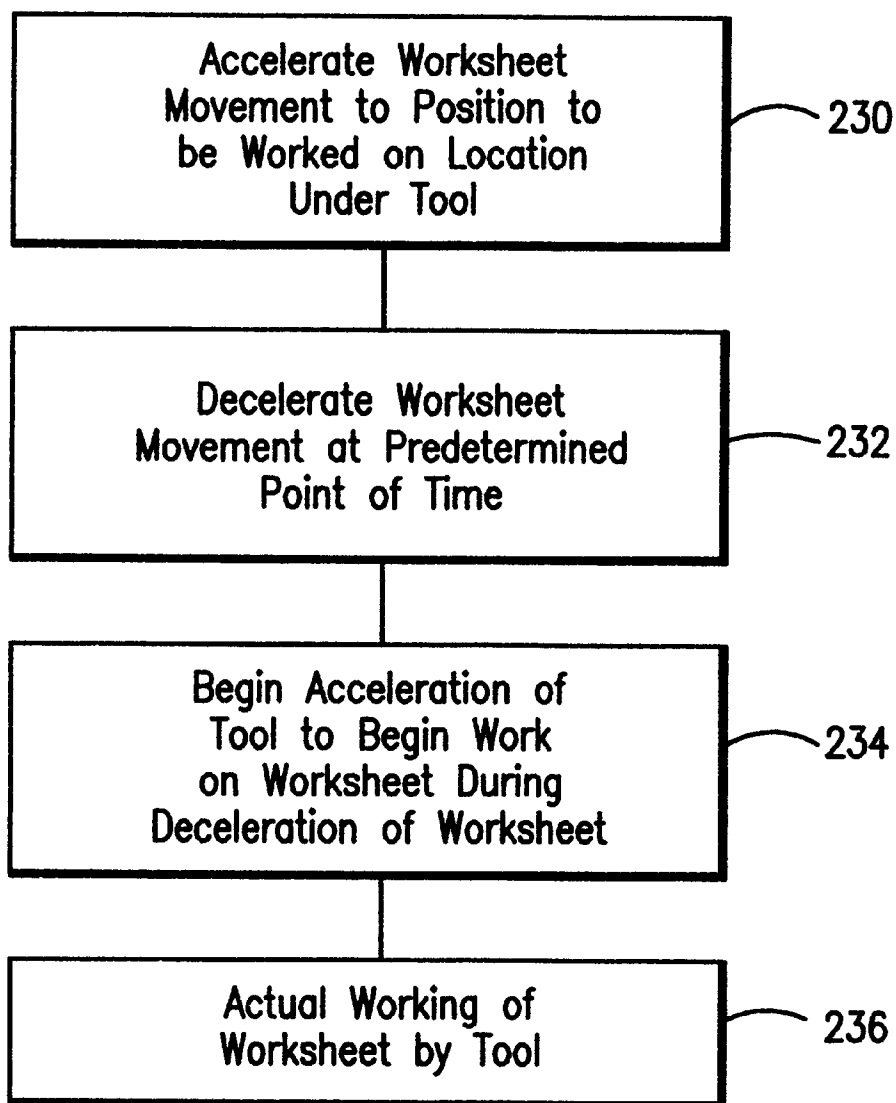 Accelerate Worksheet
Movement to Position to
be Worked on Location
Under Tool
230
Decelerate Worksheet
Movement at Predetermined
Point of Time
232
Begin Acceleration of
Tool to Begin Work
on Worksheet During
Deceleration of Worksheet
234
Actual Working of
Worksheet by Tool
236